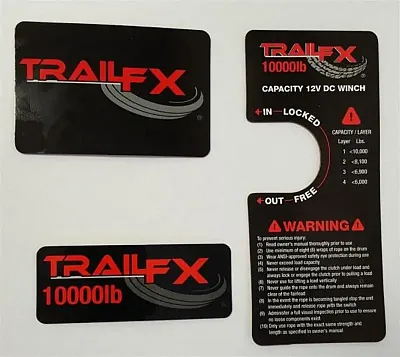 TRAILFX
®
TRAILFX
10000lb
®
TRAILFX
10000lb
®
CAPACITY 12V DC WINCH
IN – LOCKED
CAPACITY / LAYER
Layer Lbs.
1 <10,000
2 <8,100
3 <6,900
4 <6,000
OUT – FREE
WARNING
To prevent serious injury:
(1) Read owner's manual thoroughly prior to use
(2) Use minimum of eight (8) wraps of rope on the drum
(3) Wear ANSI-approved safety eye protection during use
(4) Never exceed load capacity
(5) Never release or disengage the clutch under load and
always lock or engage the clutch prior to pulling a load
(6) Never use for lifting a load vertically
(7) Never guide the rope onto the drum and always remain
clear of the fairlead
(8) In the event the rope is becoming tangled stop the unit
immediately and release with a remote switch
(9) Administer a full visual inspection prior to use to ensure
no loose components exist
(10) Only use rope with the exact same strength and
length as specified in owner's manual